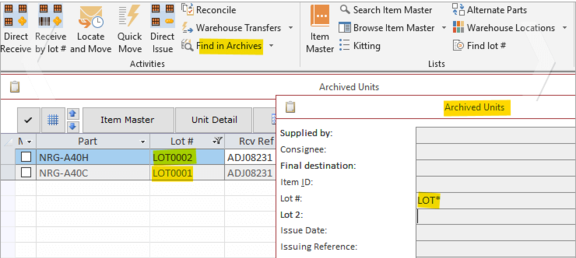 Direct Receive
Receive by lot #
Locate and Move
Quick Move
Direct Issue
Reconcile
Warehouse Transfers
Find in Archives
Activities
Item Master
Search Item Master
Browse Item Master
Kitting
Alternate Parts
Warehouse Locations
Find lot #
Lists
Archived Units
Item Master
Unit Detail
Part
Lot #
Rcv Ref
NRG-A40H
LOT0002
ADJ08231
NRG-A40C
LOT0001
ADJ08231
Archived Units
Supplied by:
Consignee:
Final destination:
Item ID:
Lot #:
LOT*
Lot 2:
Issue Date:
Issuing Reference: